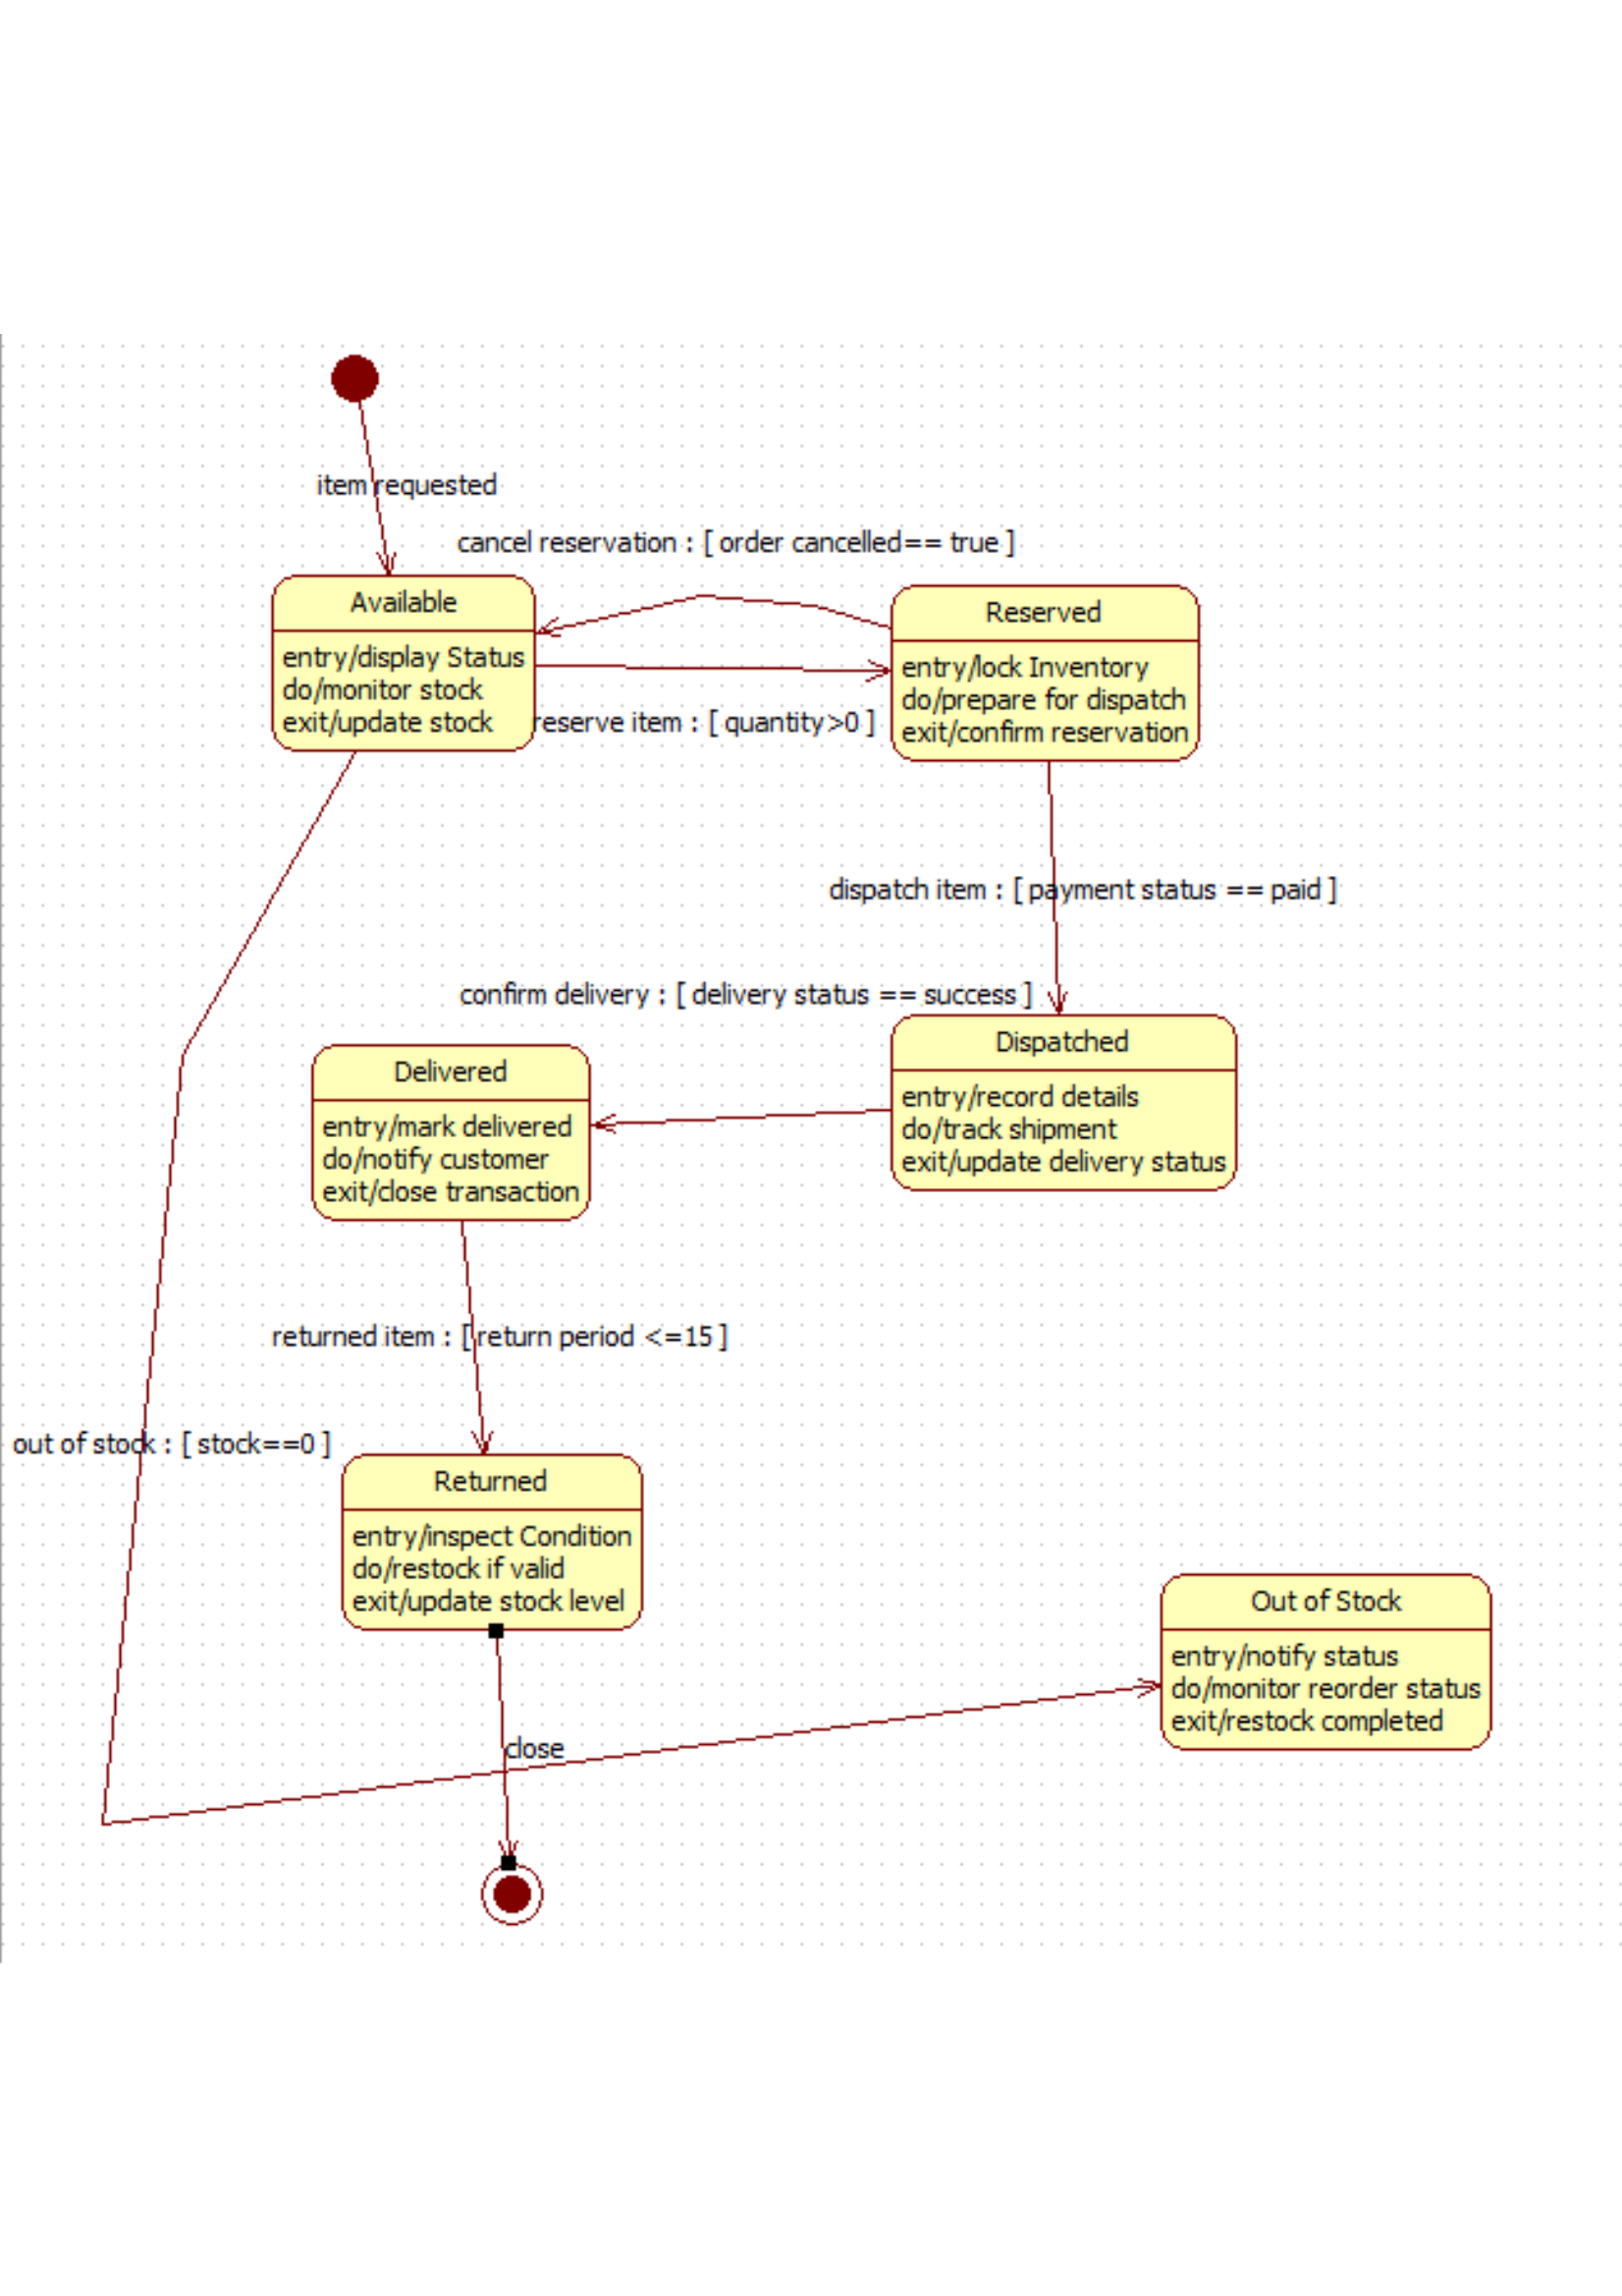 item requested
cancel reservation : [ order cancelled== true ]
Available
entry/display Status
do/monitor stock
exit/update stock
reserve item : [ quantity>0 ]
Reserved
entry/lock Inventory
do/prepare for dispatch
exit/confirm reservation
dispatch item : [ payment status == paid ]
confirm delivery : [ delivery status == success ]
Dispatched
entry/record details
do/track shipment
exit/update delivery status
Delivered
entry/mark delivered
do/notify customer
exit/close transaction
returned item : [ return period <=15 ]
out of stock : [ stock==0 ]
Returned
entry/inspect Condition
do/restock if valid
exit/update stock level
Out of Stock
entry/notify status
do/monitor reorder status
exit/restock completed
close